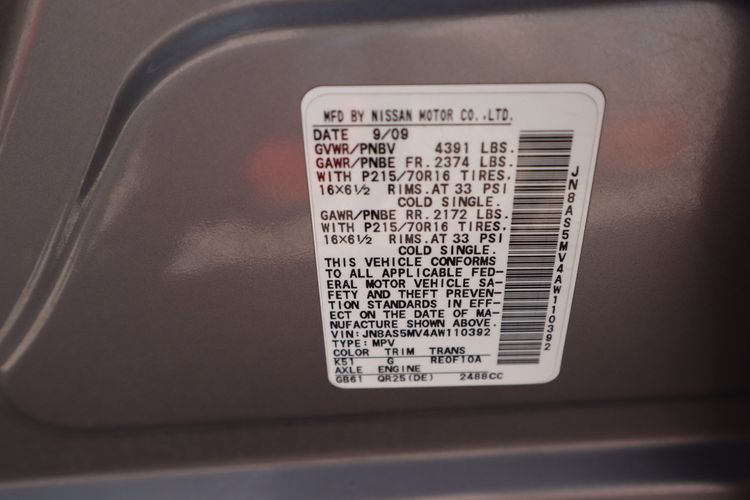 MFD BY NISSAN MOTOR CO.,LTD.
DATE 9/09
GVWR/PNBV 4391 LBS.
GAWR/PNBE FR. 2374 LBS.
WITH P215/70R16 TIRES,
16×6½ RIMS.AT 33 PSI
COLD SINGLE.
GAWR/PNBE RR. 2172 LBS.
WITH P215/70R16 TIRES,
16×6½ RIMS.AT 33 PSI
COLD SINGLE.
THIS VEHICLE CONFORMS
TO ALL APPLICABLE FED-
ERAL MOTOR VEHICLE SA-
FETY AND THEFT PREVEN-
TION STANDARDS IN EFF-
ECT ON THE DATE OF MA-
NUFACTURE SHOWN ABOVE.
VIN:JN8AS5MV4AW110392
TYPE:MPV
COLOR TRIM TRANS
K51 G RE0F10A
AXLE ENGINE
GB61 QR25(DE) 2488CC
JN8AS5MV4AW110392